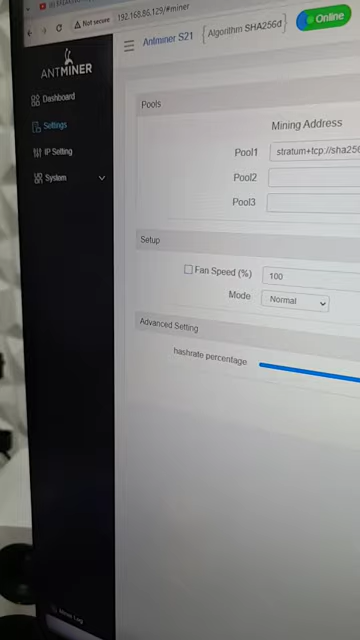 Not secure 192.168.86.129/#miner
ANTMINER
Antminer S21 { Algorithm SHA256d } Online
Dashboard
Settings
IP Setting
System
Pools
Mining Address
Pool1 stratum+tcp://sha256
Pool2
Pool3
Setup
Fan Speed (%) 100
Mode Normal
Advanced Setting
hashrate percentage